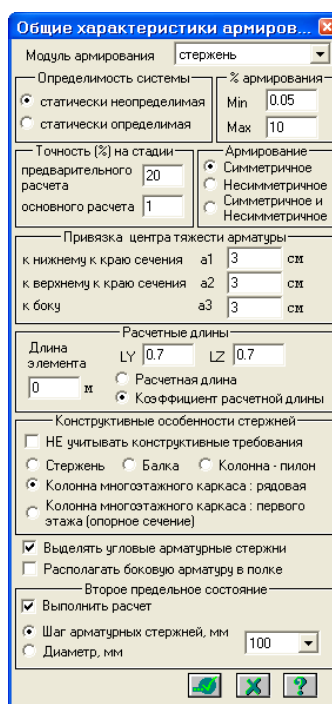 Общие характеристики армиров...
Модуль армирования стержень
Определимость системы
статически неопределимая
статически определимая
% армирования
Min 0.05
Max 10
Точность (%) на стадии
предварительного расчета 20
основного расчета 1
Армирование
Симметричное
Несимметричное
Симметричное и
Несимметричное
Привязка центра тяжести арматуры
к нижнему к краю сечения a1 3 см
к верхнему к краю сечения a2 3 см
к боку a3 3 см
Расчетные длины
Длина
элемента
0 м
LY 0.7 LZ 0.7
Расчетная длина
Коэффициент расчетной длины
Конструктивные особенности стержней
НЕ учитывать конструктивные требования
Стержень Балка Колонна - пилон
Колонна многоэтажного каркаса : рядовая
Колонна многоэтажного каркаса : первого
этажа (опорное сечение)
Выделять угловые арматурные стержни
Располагать боковую арматуру в полке
Второе предельное состояние
Выполнить расчет
Шаг арматурных стержней, мм
Диаметр, мм
100